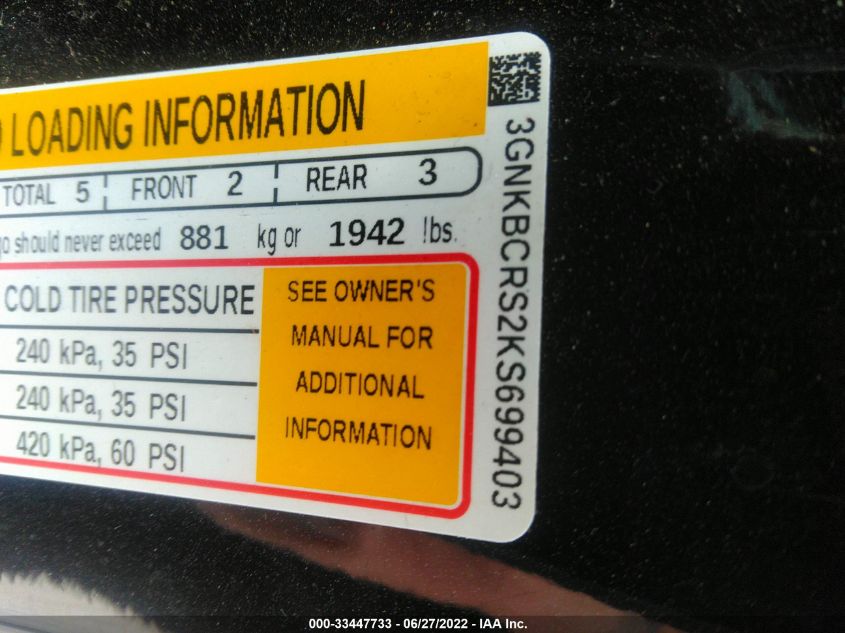 LOADING INFORMATION
TOTAL 5 FRONT 2 REAR 3
should never exceed 881 kg or 1942 lbs.
COLD TIRE PRESSURE
240 kPa, 35 PSI
240 kPa, 35 PSI
420 kPa, 60 PSI
SEE OWNER'S
MANUAL FOR
ADDITIONAL
INFORMATION
3GNKBCRS2KS699403
000-33447733 / 06/27/2022 - IAA Inc.